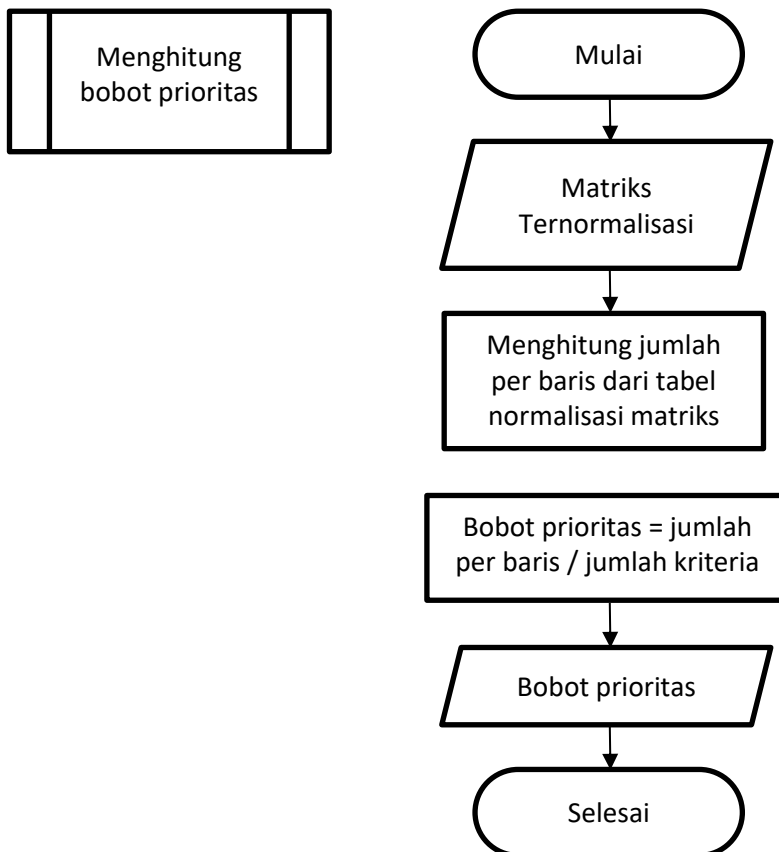 Menghitung
bobot prioritas
Mulai
Matriks
Ternormalisasi
Menghitung jumlah
per baris dari tabel
normalisasi matriks
Bobot prioritas = jumlah
per baris / jumlah kriteria
Bobot prioritas
Selesai